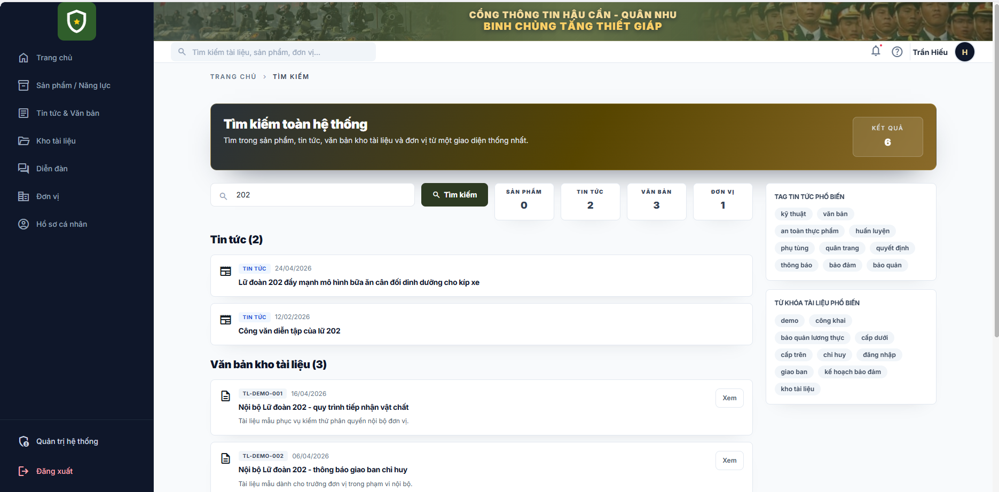 CỔNG THÔNG TIN HẬU CẦN - QUÂN NHU
BINH CHỦNG TĂNG THIẾT GIÁP
Trang chủ
Sản phẩm / Năng lực
Tin tức & Văn bản
Kho tài liệu
Diễn đàn
Đơn vị
Hồ sơ cá nhân
Quản trị hệ thống
Đăng xuất
Tìm kiếm tài liệu, sản phẩm, đơn vị...
Trần Hiếu
H
TRANG CHỦ > TÌM KIẾM
Tìm kiếm toàn hệ thống
Tìm trong sản phẩm, tin tức, văn bản kho tài liệu và đơn vị từ một giao diện thống nhất.
KẾT QUẢ
6
202
Tìm kiếm
SẢN PHẨM
0
TIN TỨC
2
VĂN BẢN
3
ĐƠN VỊ
1
Tin tức (2)
TIN TỨC 24/04/2026
Lữ đoàn 202 đẩy mạnh mô hình bữa ăn cân đối dinh dưỡng cho kíp xe
TIN TỨC 12/02/2026
Công văn diễn tập của lữ 202
Văn bản kho tài liệu (3)
TL-DEMO-001 16/04/2026
Nội bộ Lữ đoàn 202 - quy trình tiếp nhận vật chất
Tài liệu mẫu phục vụ kiểm thử phân quyền nội bộ đơn vị.
Xem
TL-DEMO-002 06/04/2026
Nội bộ Lữ đoàn 202 - thông báo giao ban chỉ huy
Tài liệu mẫu dành cho trưởng đơn vị trong phạm vi nội bộ.
Xem
TAG TIN TỨC PHỔ BIẾN
kỹ thuật văn bản
an toàn thực phẩm huấn luyện
phụ tùng quân trang quyết định
thông báo bảo đảm bảo quản
TỪ KHÓA TÀI LIỆU PHỔ BIẾN
demo công khai
bảo quản lương thực cấp dưới
cấp trên chỉ huy đăng nhập
giao ban kế hoạch bảo đảm
kho tài liệu